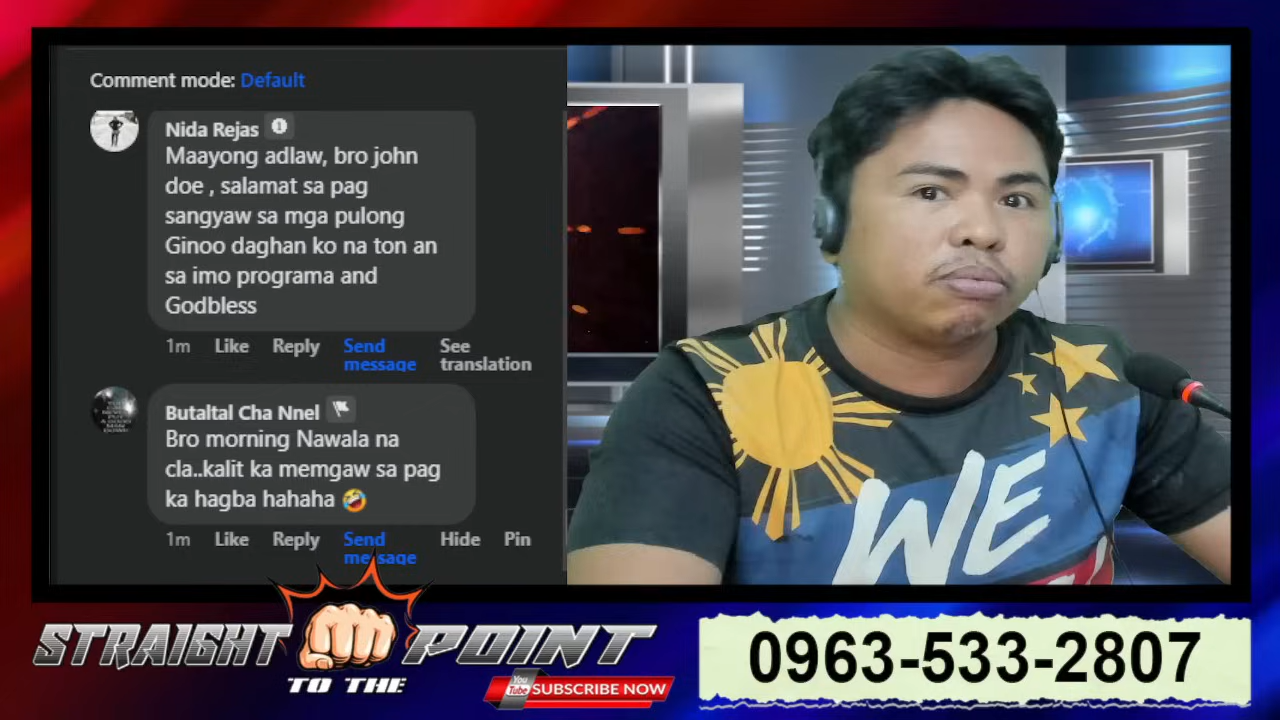 Comment mode: Default
Nida Rejas
Maayong adlaw, bro john
doe , salamat sa pag
sangyaw sa mga pulong
Ginoo daghan ko na ton an
sa imo programa and
Godbless
1m Like Reply Send message See translation
Butaltal Cha Nnel
Bro morning Nawala na
cla..kalit ka memgaw sa pag
ka hagba hahaha 🤣
1m Like Reply Send message Hide Pin
WE
STRAIGHT POINT
TO THE
You Tube SUBSCRIBE NOW
0963-533-2807